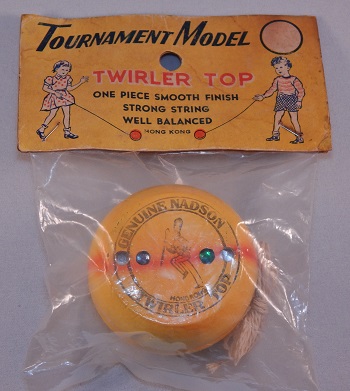 TOURNAMENT MODEL
TWIRLER TOP
ONE PIECE SMOOTH FINISH
STRONG STRING
WELL BALANCED
HONG KONG
GENUINE NADSON
TWIRLER TOP